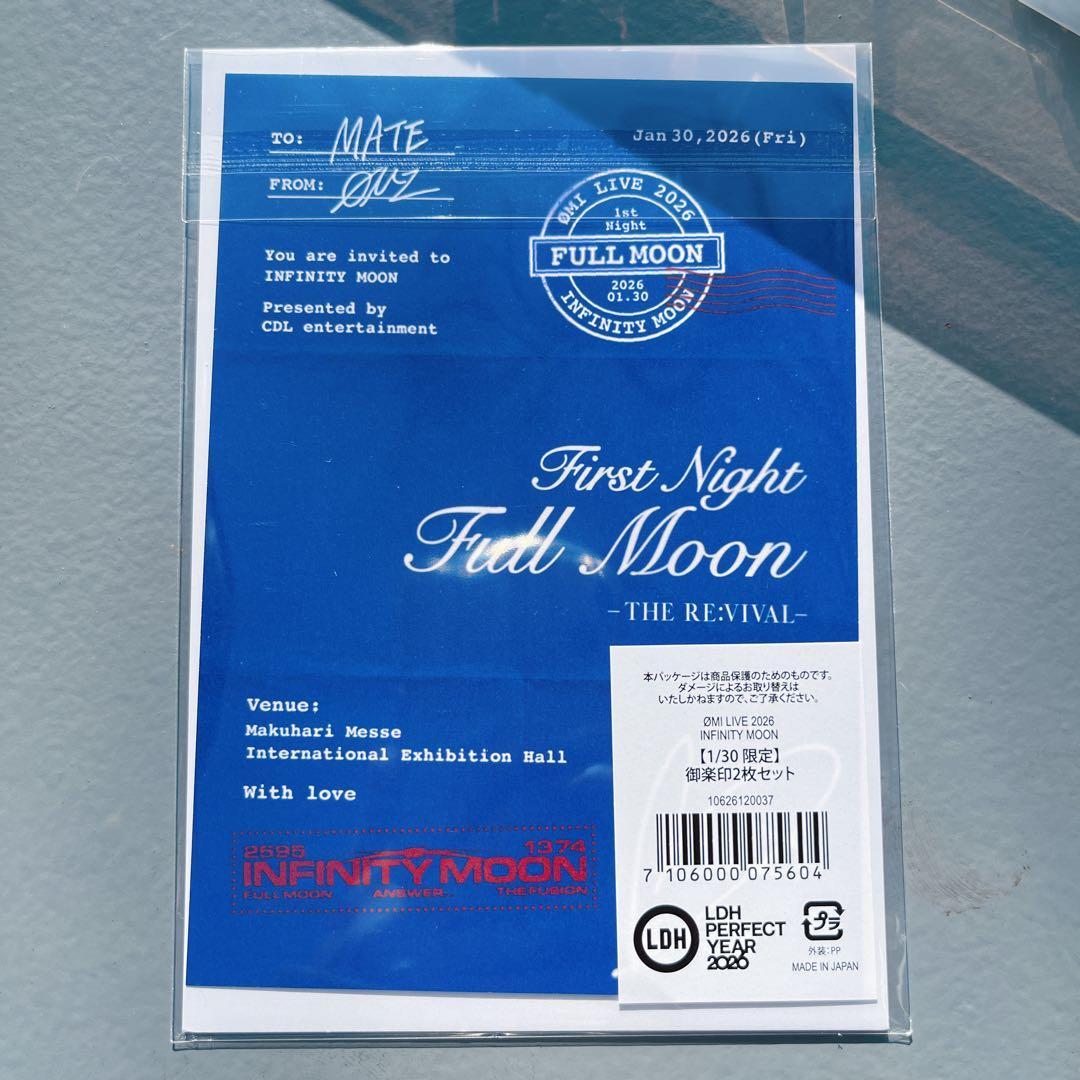 TO: MATE
FROM: ØMI
Jan 30,2026(Fri)
ØMI LIVE 2026
1st
Night
FULL MOON
2026
01.30
INFINITY MOON
You are invited to
INFINITY MOON
Presented by
CDL entertainment
First Night
Full Moon
-THE RE:VIVAL-
Venue:
Makuhari Messe
International Exhibition Hall
With love
2695 1374
INFINITY MOON
FULL MOON ANSWER... THE FUSION
本パッケージは商品保護のためのものです。
ダメージによるお取り替えは
いたしかねますので、ご了承ください。
ØMI LIVE 2026
INFINITY MOON
【1/30 限定】
御楽印2枚セット
10626120037
7 106000 075604
LDH
LDH
PERFECT
YEAR
2026
プラ
外装:PP
MADE IN JAPAN